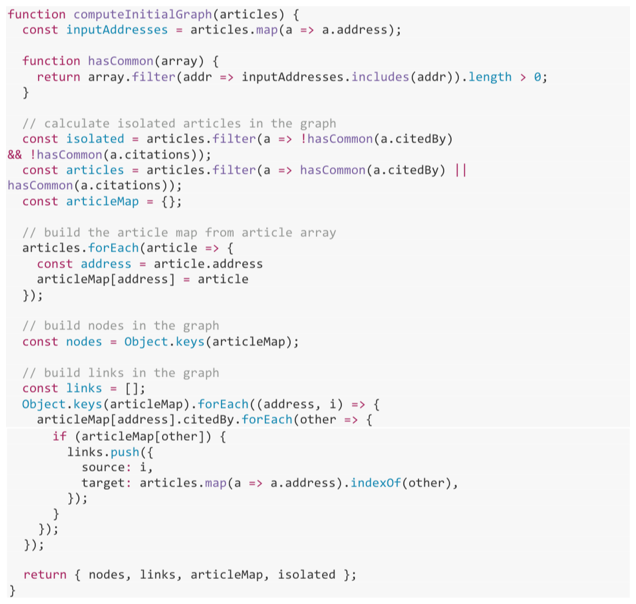 function computeInitialGraph(articles) {
  const inputAddresses = articles.map(a => a.address);

  function hasCommon(array) {
    return array.filter(addr => inputAddresses.includes(addr)).length > 0;
  }

  // calculate isolated articles in the graph
  const isolated = articles.filter(a => !hasCommon(a.citedBy)
&& !hasCommon(a.citations));
  const articles = articles.filter(a => hasCommon(a.citedBy) ||
hasCommon(a.citations));
  const articleMap = {};

  // build the article map from article array
  articles.forEach(article => {
    const address = article.address
    articleMap[address] = article
  });

  // build nodes in the graph
  const nodes = Object.keys(articleMap);

  // build links in the graph
  const links = [];
  Object.keys(articleMap).forEach((address, i) => {
    articleMap[address].citedBy.forEach(other => {
      if (articleMap[other]) {
        links.push({
          source: i,
          target: articles.map(a => a.address).indexOf(other),
        });
      }
    });
  });

  return { nodes, links, articleMap, isolated };
}